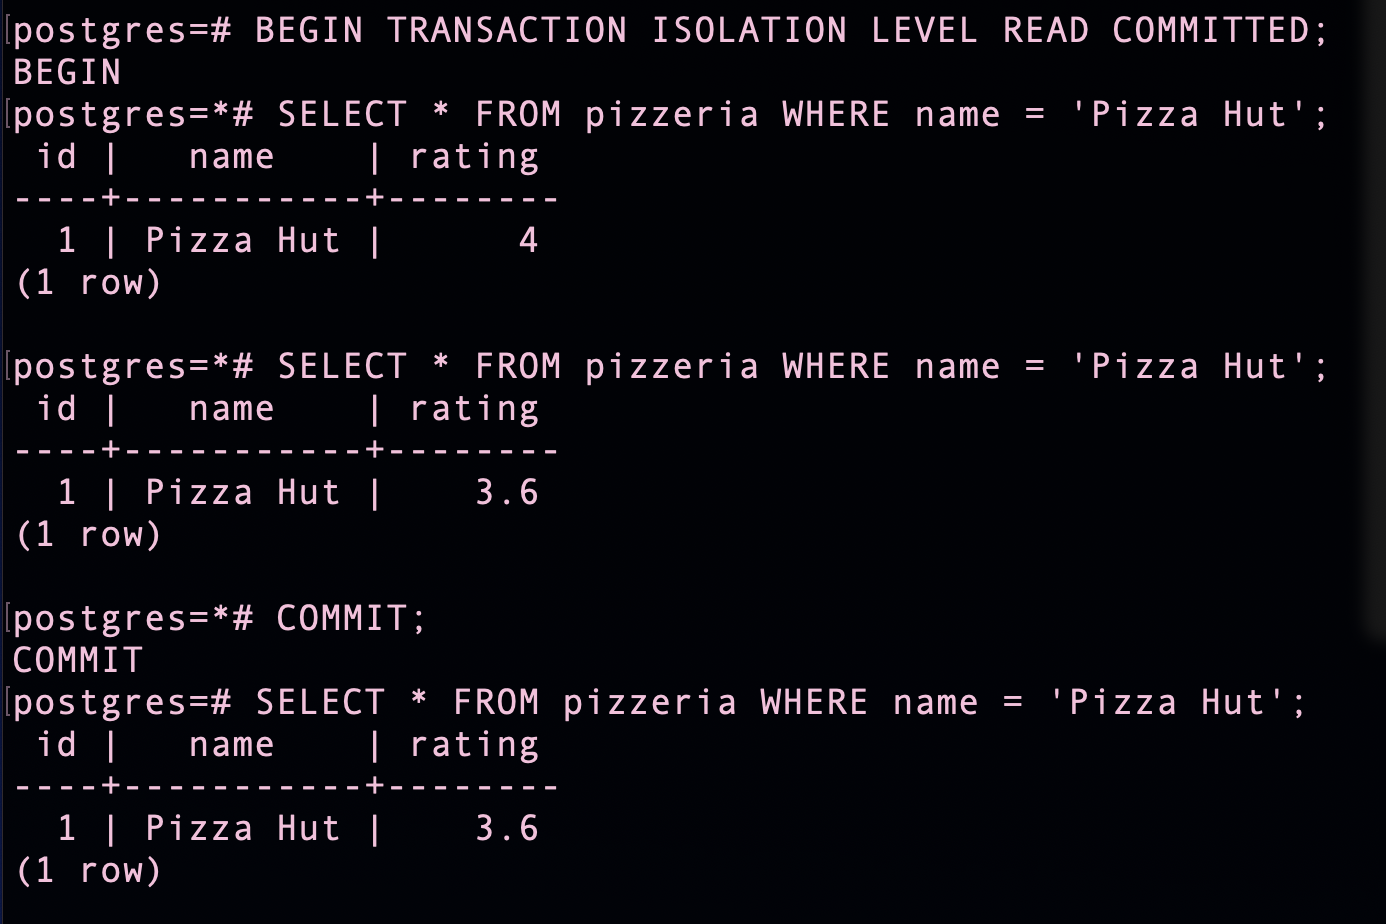 postgres=# BEGIN TRANSACTION ISOLATION LEVEL READ COMMITTED;
BEGIN
postgres=*# SELECT * FROM pizzeria WHERE name = 'Pizza Hut';
 id |   name    | rating
----+-----------+--------
  1 | Pizza Hut |      4
(1 row)

postgres=*# SELECT * FROM pizzeria WHERE name = 'Pizza Hut';
 id |   name    | rating
----+-----------+--------
  1 | Pizza Hut |    3.6
(1 row)

postgres=*# COMMIT;
COMMIT
postgres=# SELECT * FROM pizzeria WHERE name = 'Pizza Hut';
 id |   name    | rating
----+-----------+--------
  1 | Pizza Hut |    3.6
(1 row)